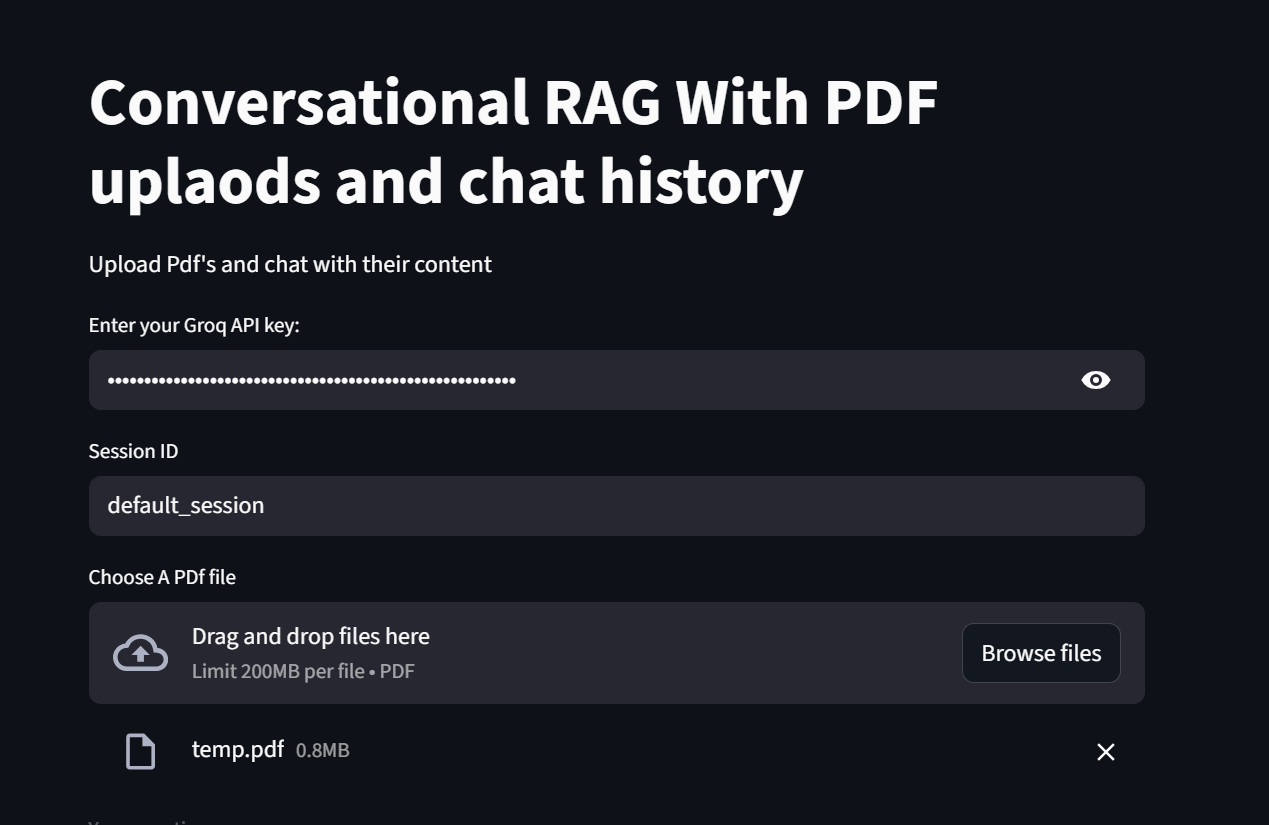 Conversational RAG With PDF
uplaods and chat history
Upload Pdf's and chat with their content
Enter your Groq API key:
••••••••••••••••••••••••••••••••••••••••••••••••••••••••
Session ID
default_session
Choose A PDf file
Drag and drop files here
Limit 200MB per file • PDF
Browse files
temp.pdf 0.8MB